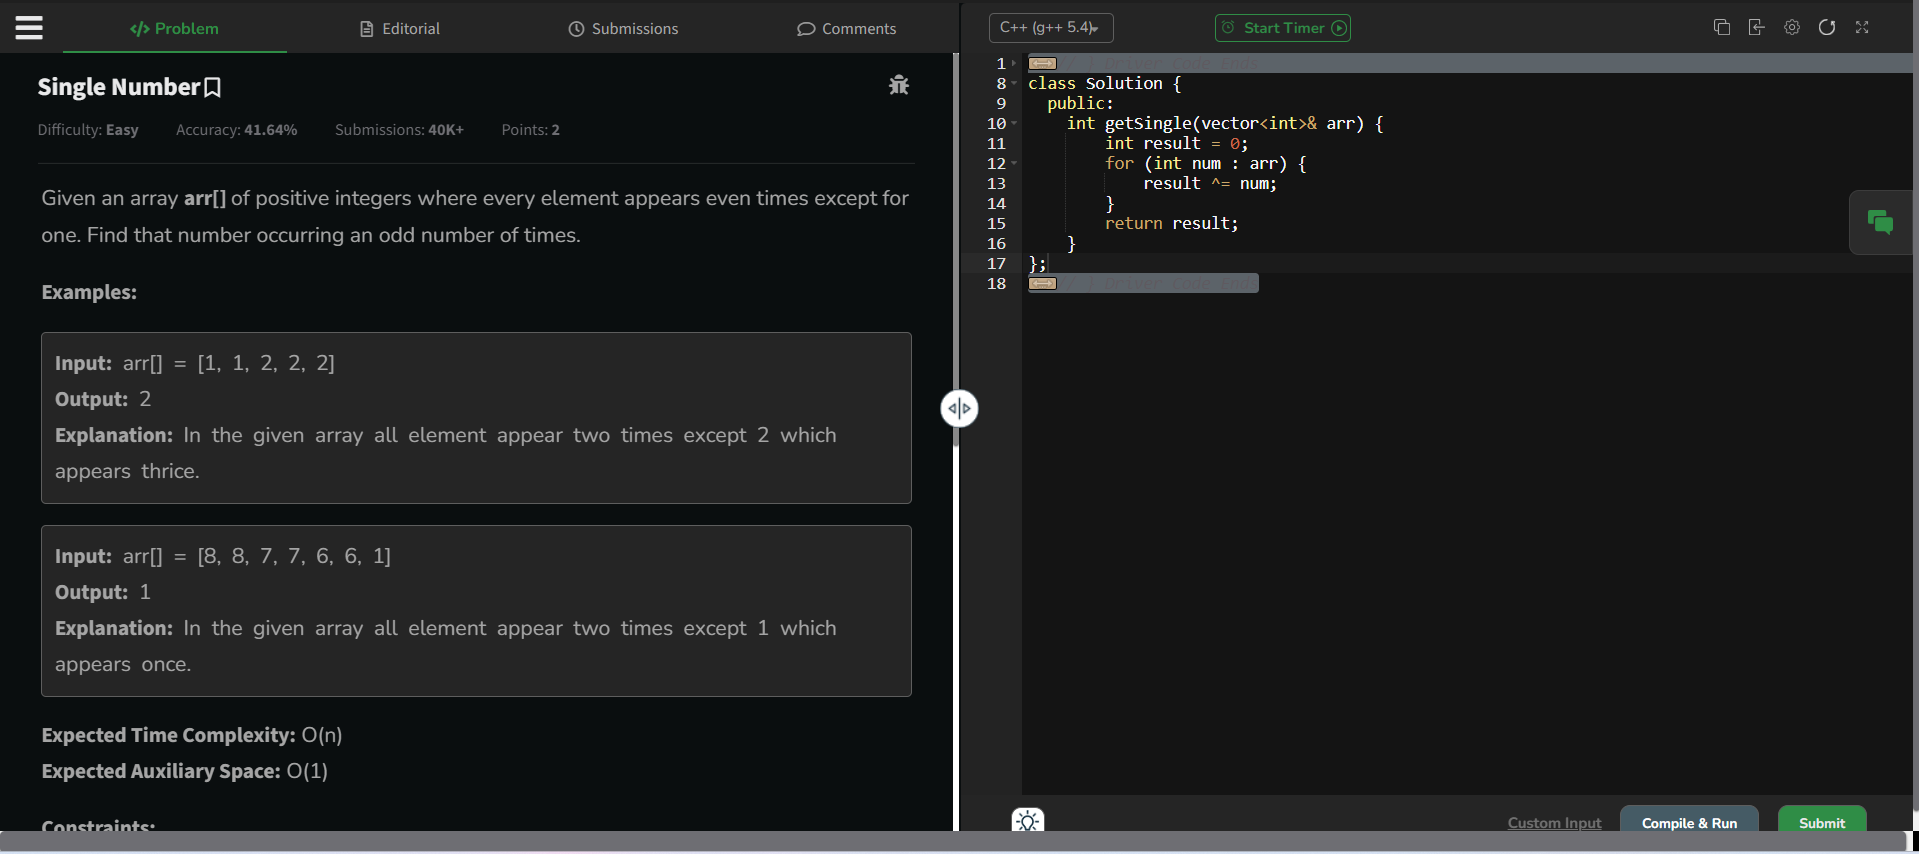 Problem
Editorial
Submissions
Comments
C++ (g++ 5.4)
Start Timer
Single Number
Difficulty: Easy Accuracy: 41.64% Submissions: 40K+ Points: 2
Given an array arr[] of positive integers where every element appears even times except for
one. Find that number occurring an odd number of times.
Examples:
Input: arr[] = [1, 1, 2, 2, 2]
Output: 2
Explanation: In the given array all element appear two times except 2 which
appears thrice.
Input: arr[] = [8, 8, 7, 7, 6, 6, 1]
Output: 1
Explanation: In the given array all element appear two times except 1 which
appears once.
Expected Time Complexity: O(n)
Expected Auxiliary Space: O(1)
Constraints:
1 // } Driver Code Ends
8 class Solution {
9 public:
10 int getSingle(vector<int>& arr) {
11 int result = 0;
12 for (int num : arr) {
13 result ^= num;
14 }
15 return result;
16 }
17 };
18 // } Driver Code Ends
Custom Input
Compile & Run
Submit